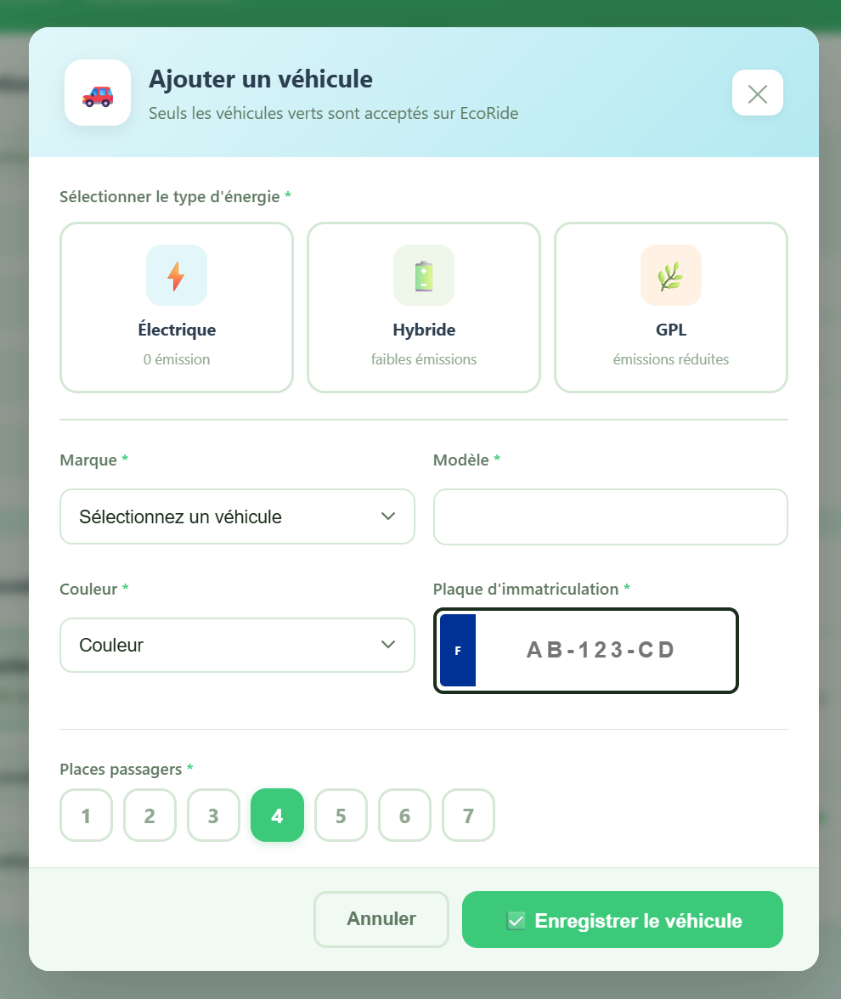 Ajouter un véhicule
Seuls les véhicules verts sont acceptés sur EcoRide
Sélectionner le type d'énergie *
Électrique
0 émission
Hybride
faibles émissions
GPL
émissions réduites
Marque *
Modèle *
Sélectionnez un véhicule
Couleur *
Plaque d'immatriculation *
Couleur
F
AB-123-CD
Places passagers *
1 2 3 4 5 6 7
Annuler
Enregistrer le véhicule